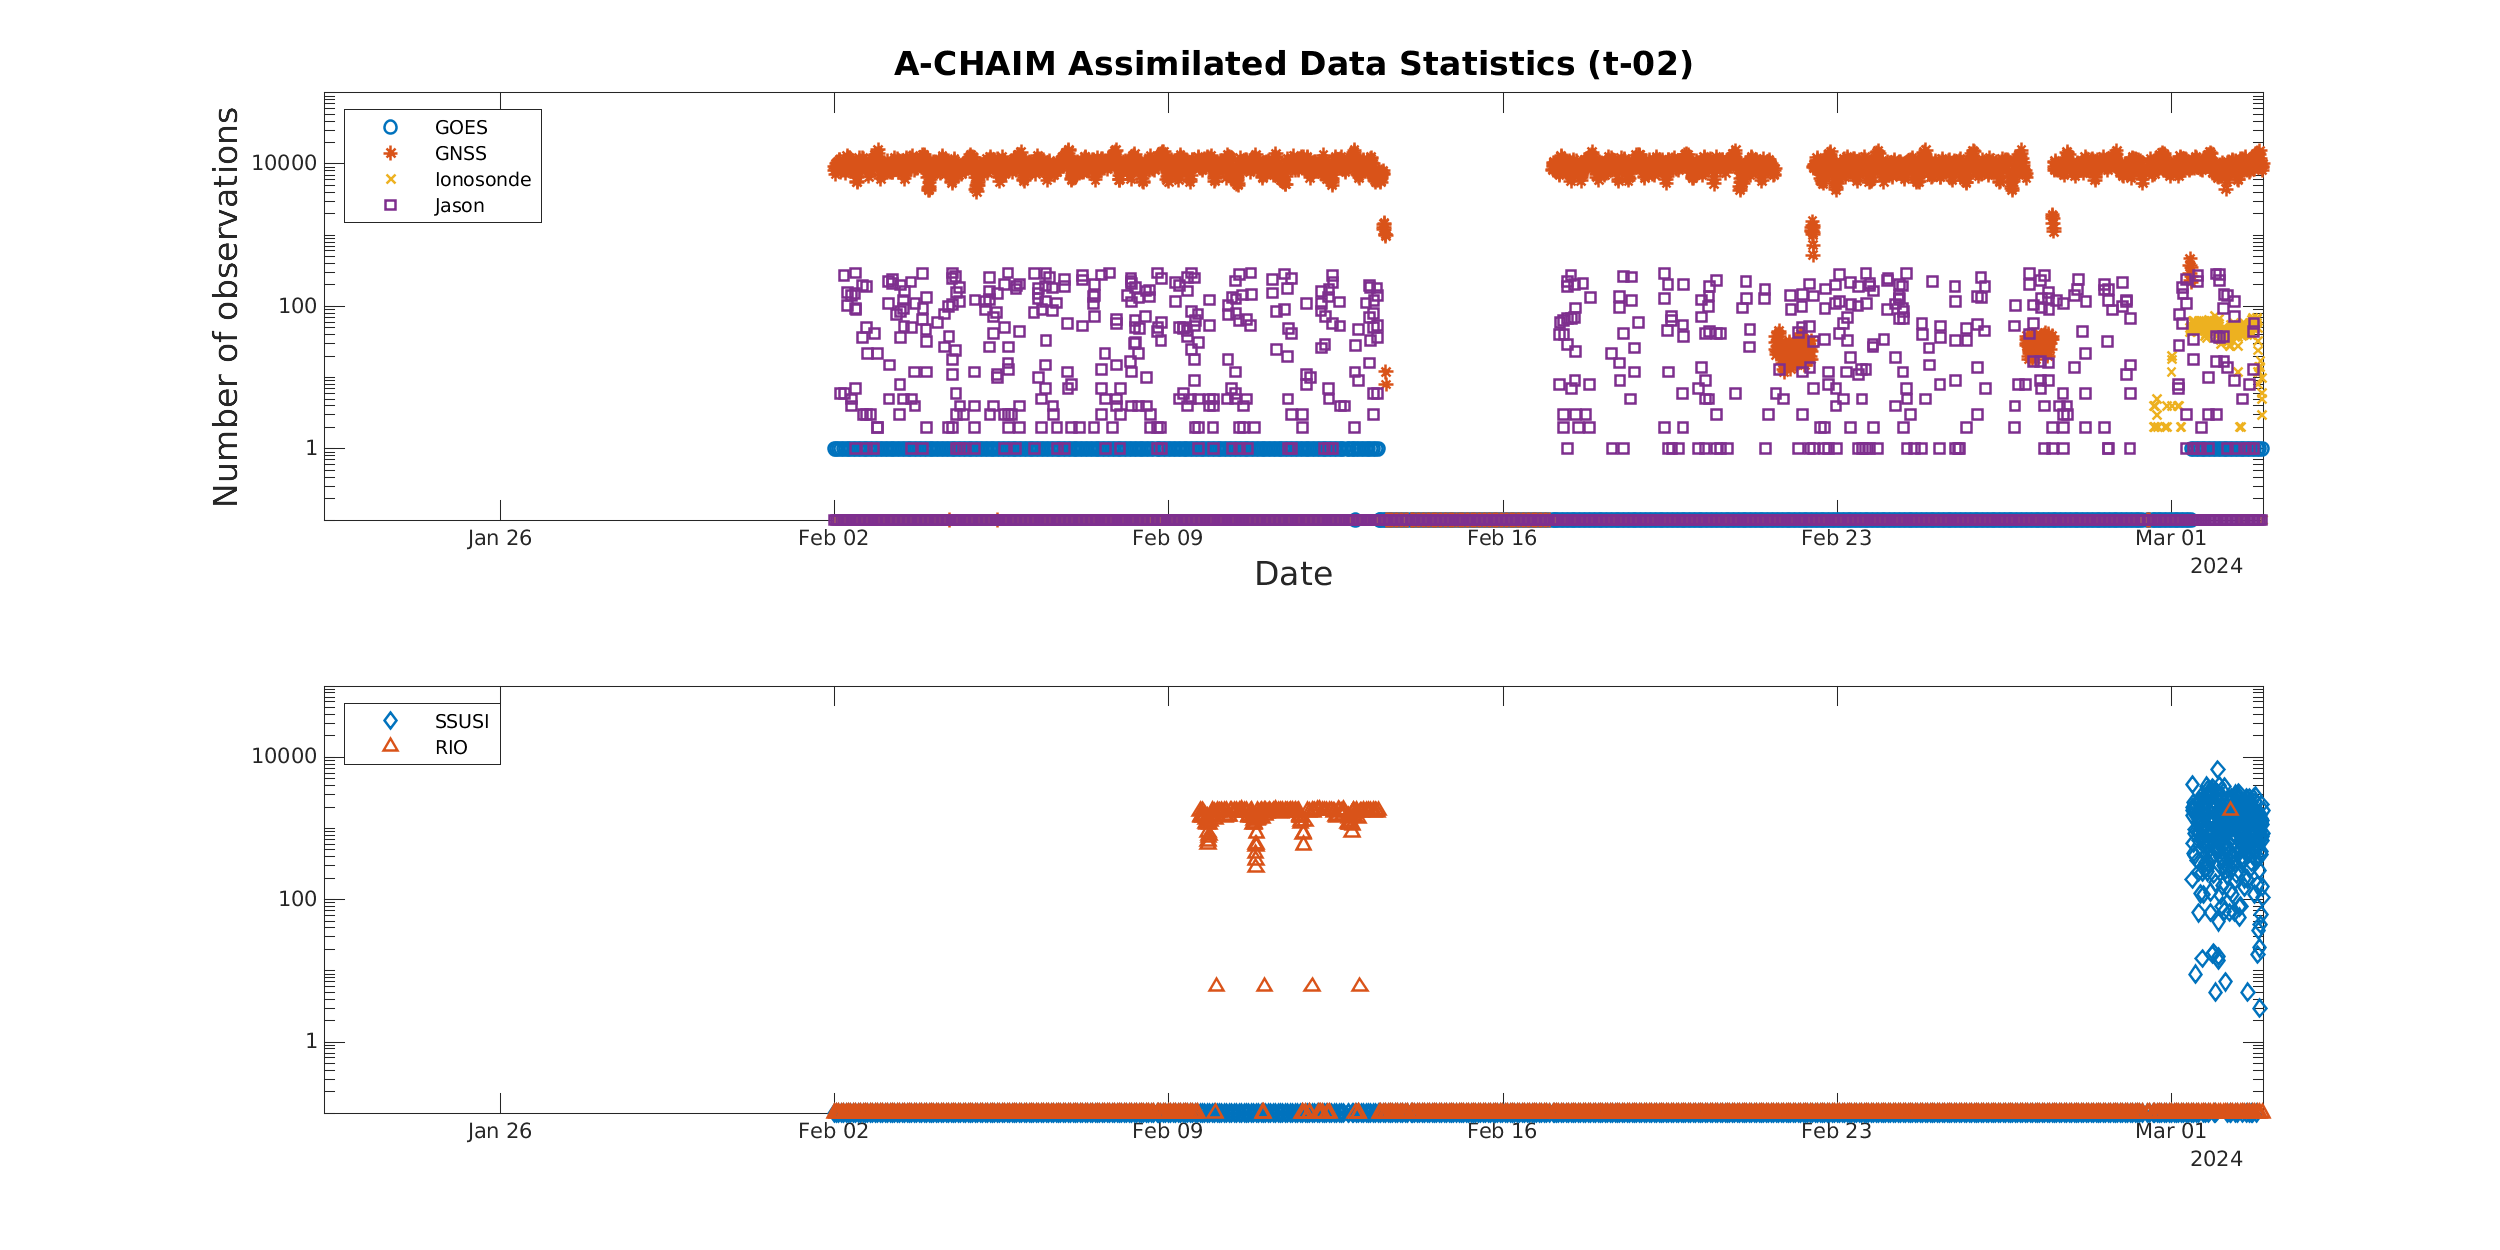 A-CHAIM Assimilated Data Statistics (t-02)
Number of observations
10000
100
1
GOES
GNSS
Ionosonde
Jason
Jan 26
Feb 02
Feb 09
Feb 16
Feb 23
Mar 01
2024
Date
10000
100
1
SSUSI
RIO
Jan 26
Feb 02
Feb 09
Feb 16
Feb 23
Mar 01
2024